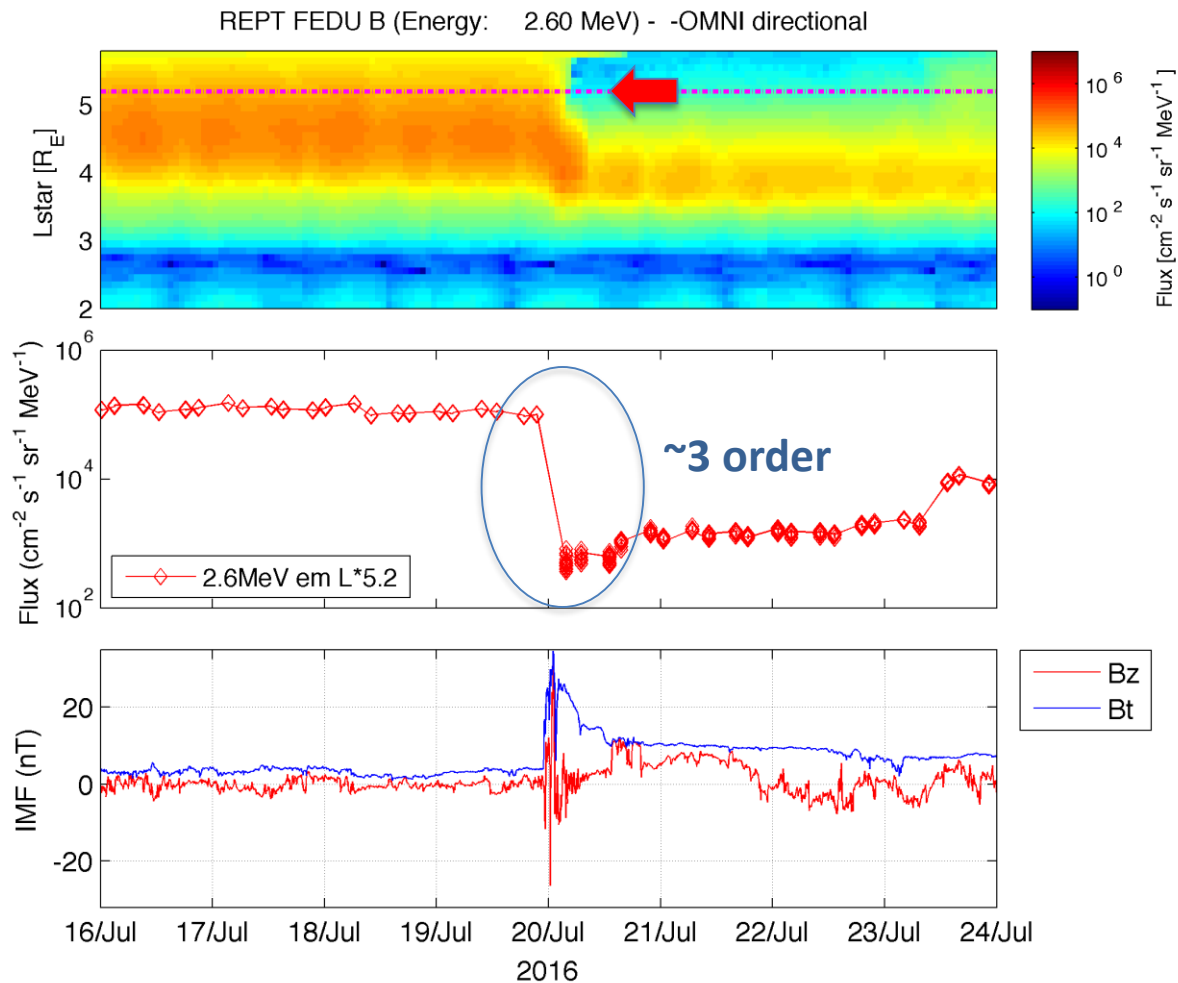 REPT FEDU B (Energy: 2.60 MeV) - -OMNI directional
Lstar [R_E]
5
4
3
2
10^6
10^4
10^2
10^0
Flux [cm^-2 s^-1 sr^-1 MeV^-1]
Flux (cm^-2 s^-1 sr^-1 MeV^-1)
10^6
10^4
10^2
~3 order
2.6MeV em L*5.2
IMF (nT)
20
0
-20
Bz
Bt
16/Jul 17/Jul 18/Jul 19/Jul 20/Jul 21/Jul 22/Jul 23/Jul 24/Jul
2016